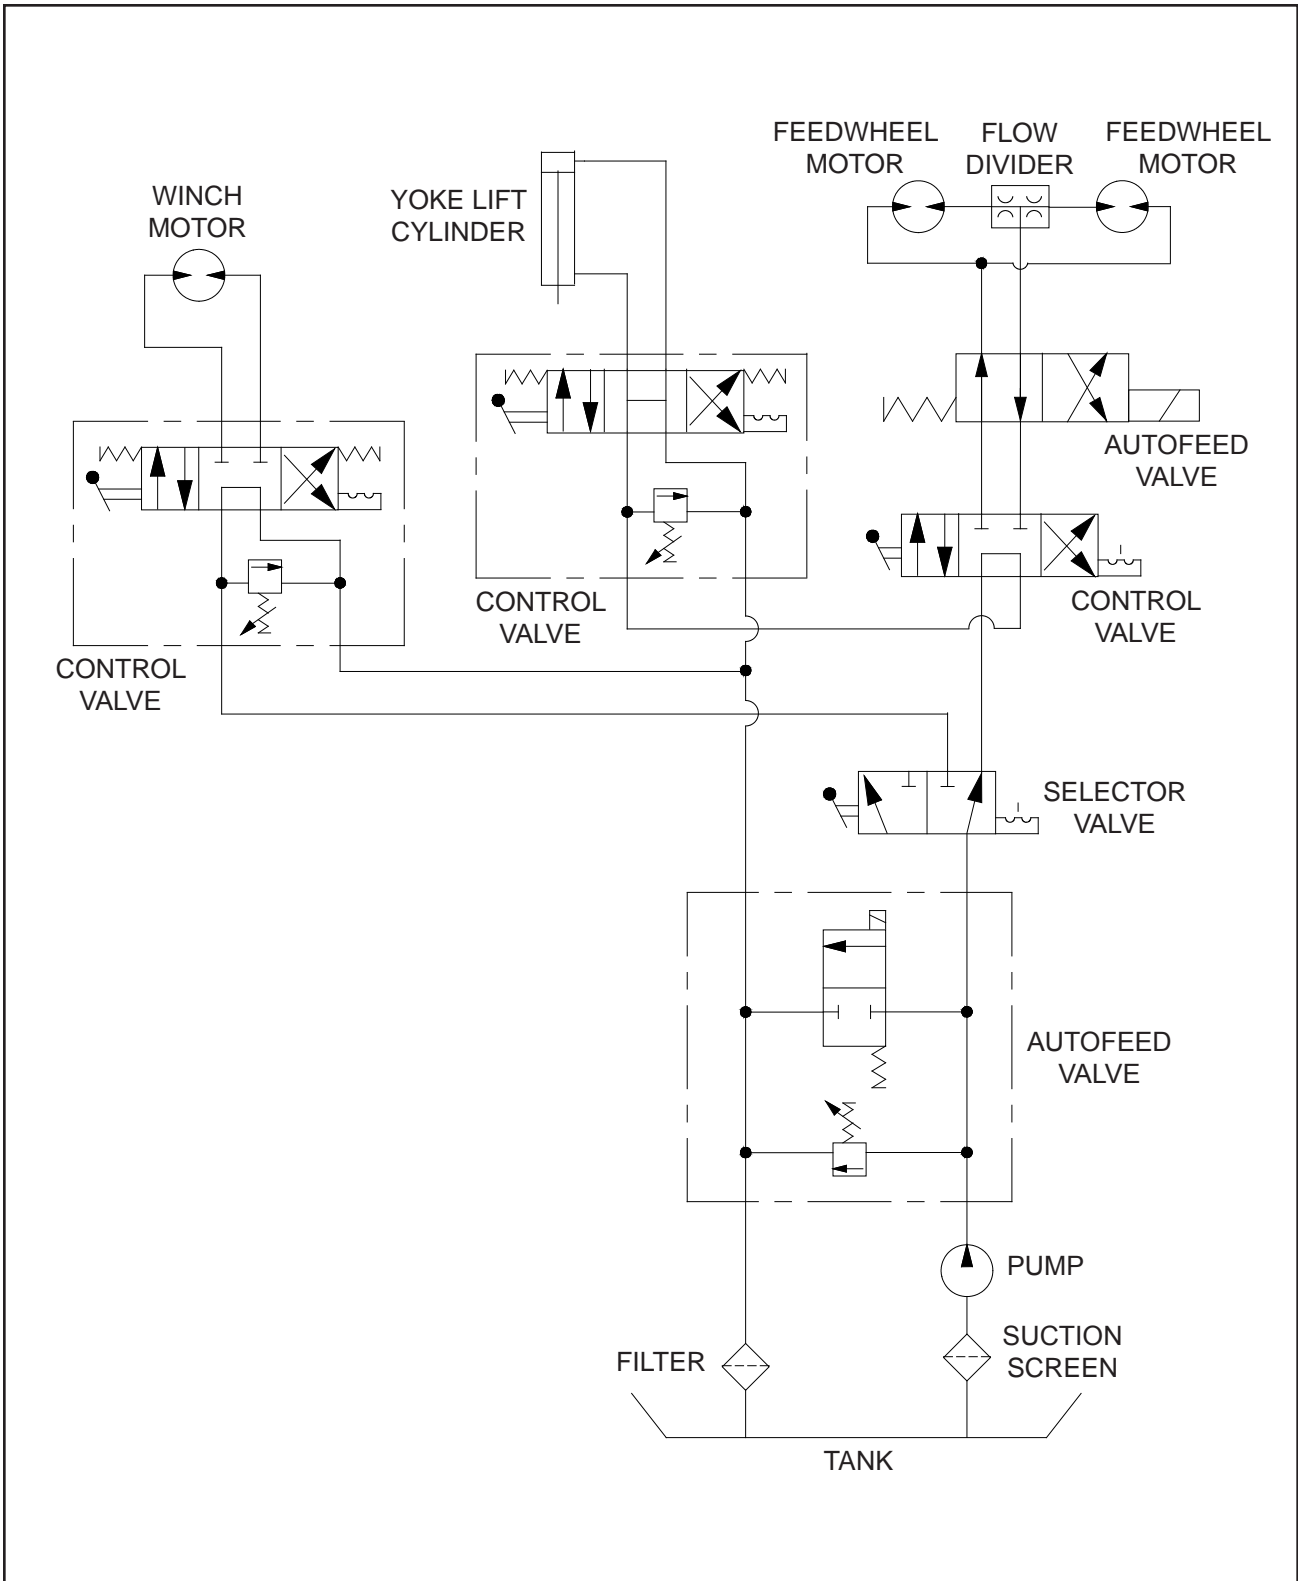 FEEDWHEEL
MOTOR
FLOW
DIVIDER
FEEDWHEEL
MOTOR
WINCH
MOTOR
YOKE LIFT
CYLINDER
AUTOFEED
VALVE
CONTROL
VALVE
CONTROL
VALVE
CONTROL
VALVE
SELECTOR
VALVE
AUTOFEED
VALVE
PUMP
SUCTION
SCREEN
FILTER
TANK